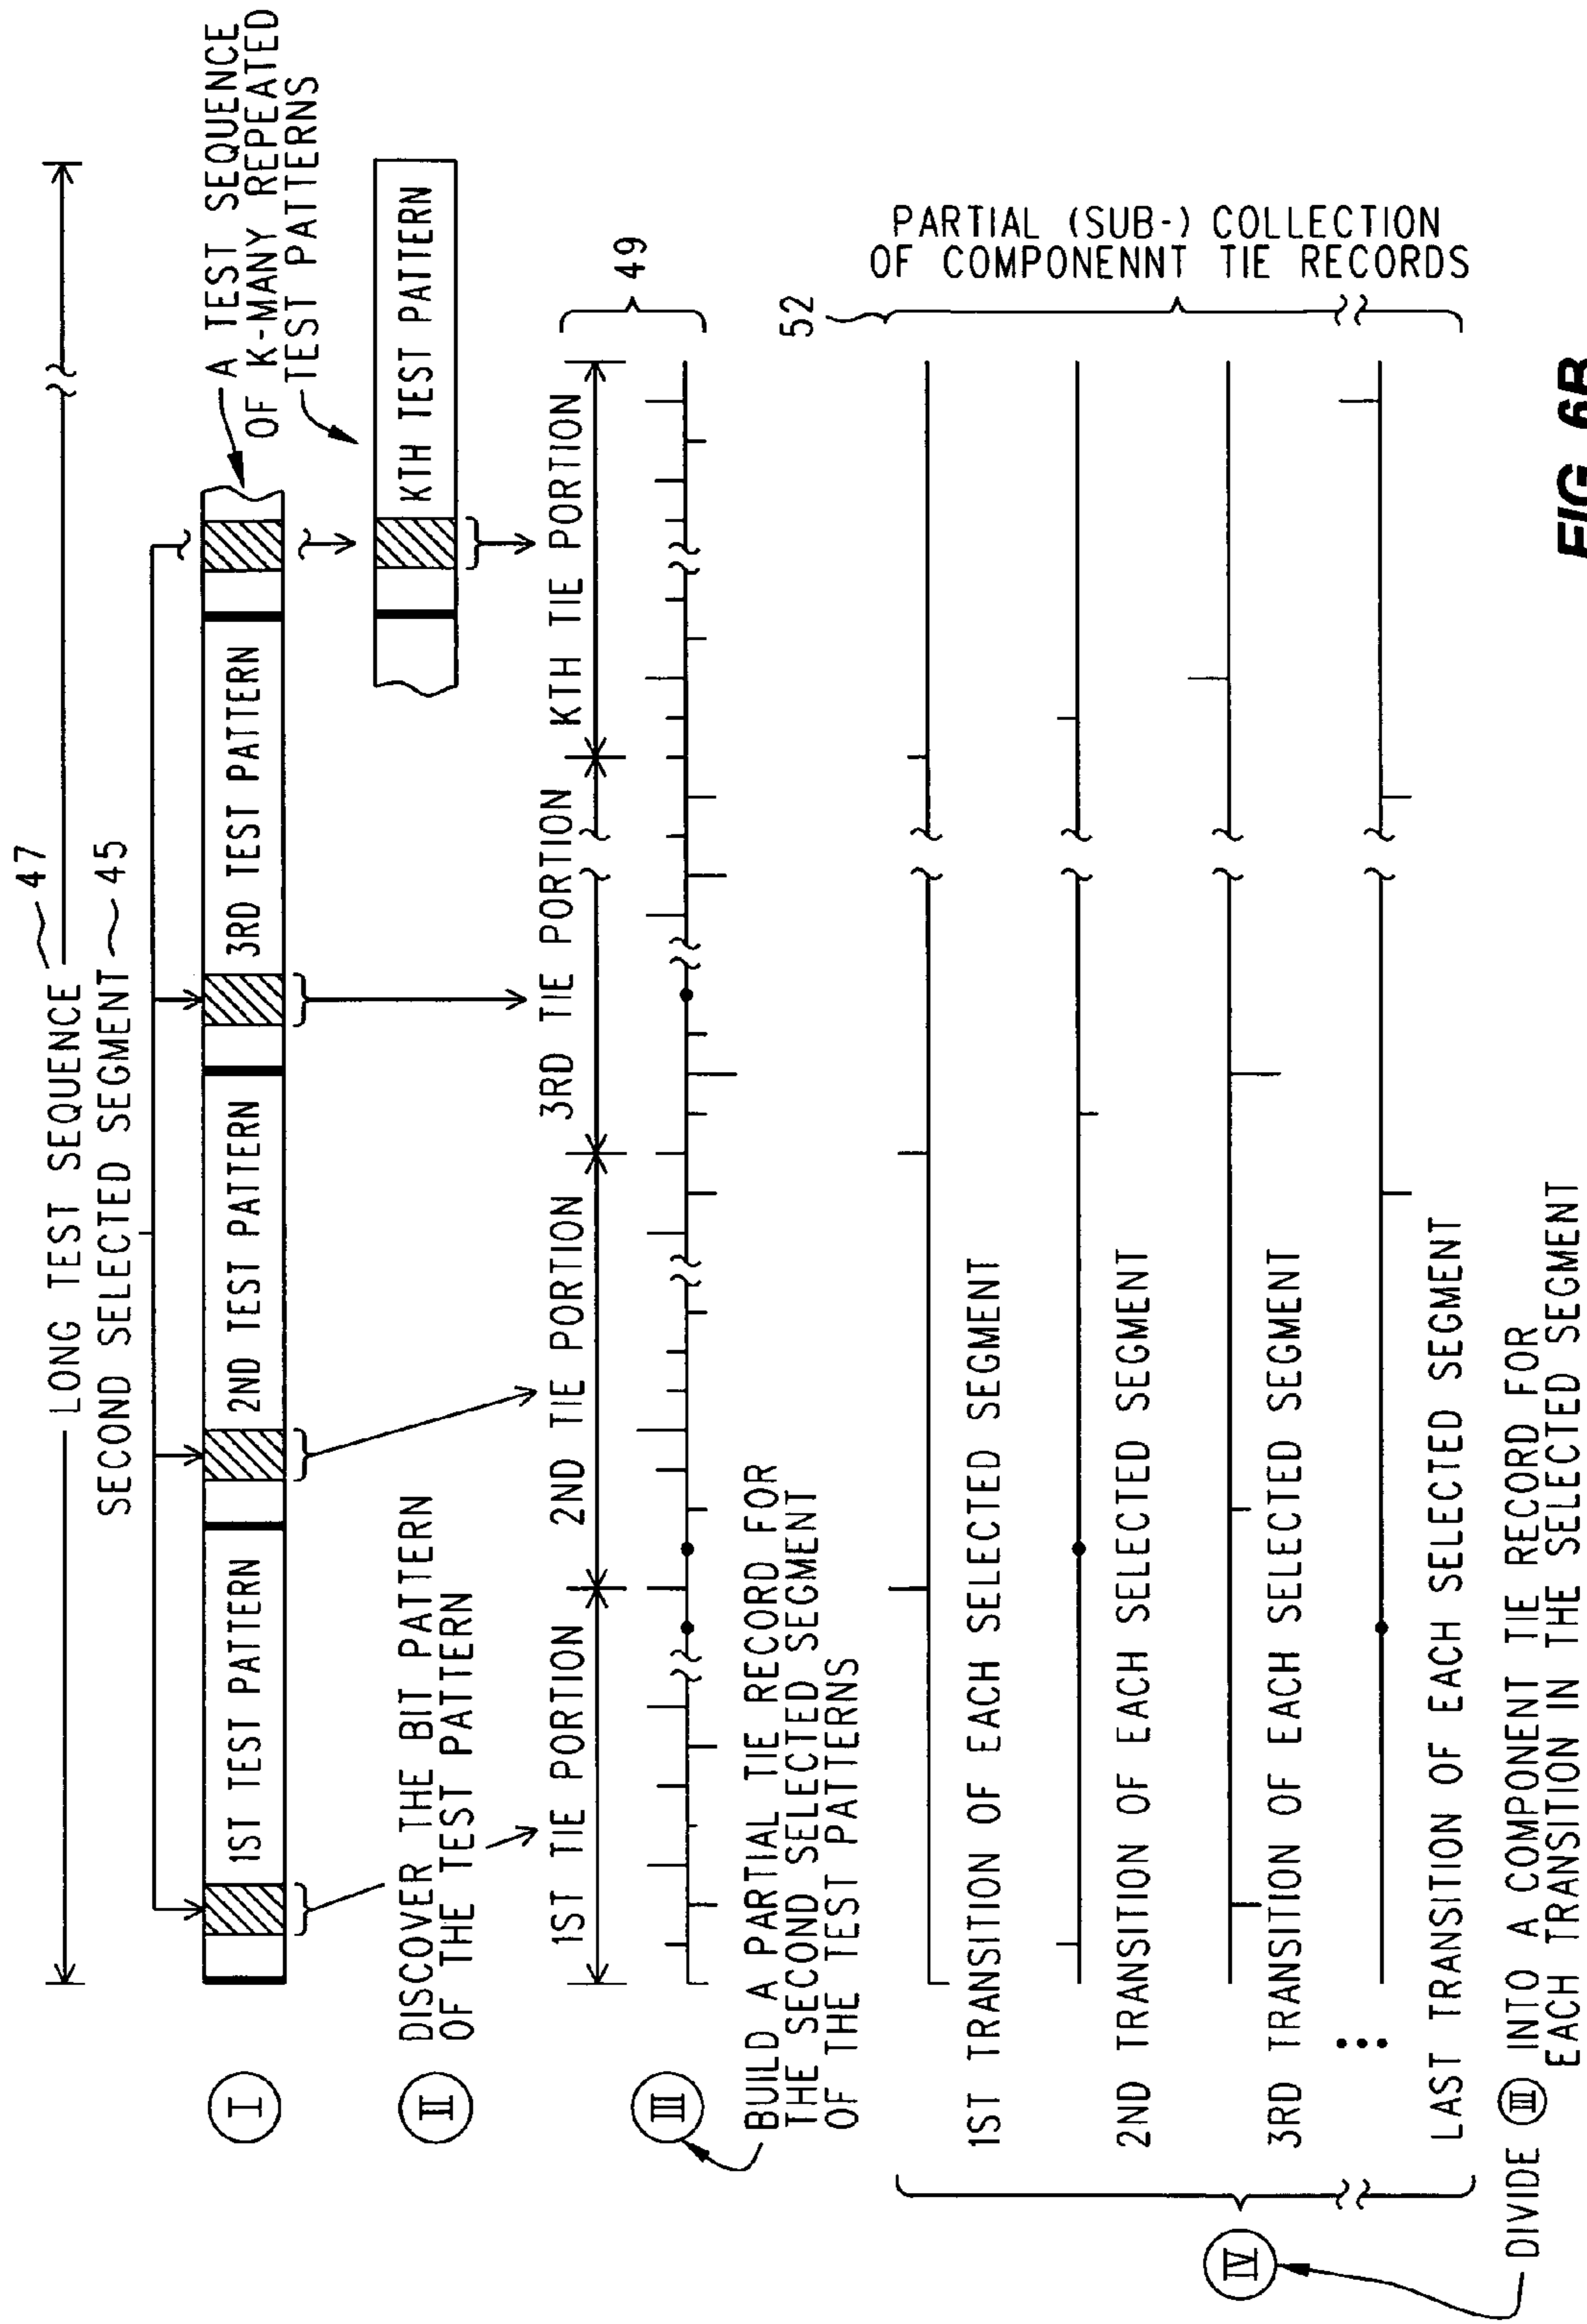 LONG TEST SEQUENCE 47
SECOND SELECTED SEGMENT 45
I
1ST TEST PATTERN
2ND TEST PATTERN
3RD TEST PATTERN
A TEST SEQUENCE
OF K-MANY REPEATED
TEST PATTERNS
II
DISCOVER THE BIT PATTERN
OF THE TEST PATTERN
KTH TEST PATTERN
1ST TIE PORTION
2ND TIE PORTION
3RD TIE PORTION
KTH TIE PORTION
III
49
BUILD A PARTIAL TIE RECORD FOR
THE SECOND SELECTED SEGMENT
OF THE TEST PATTERNS
52
PARTIAL (SUB-) COLLECTION
OF COMPONENNT TIE RECORDS
1ST TRANSITION OF EACH SELECTED SEGMENT
2ND TRANSITION OF EACH SELECTED SEGMENT
IV
3RD TRANSITION OF EACH SELECTED SEGMENT
LAST TRANSITION OF EACH SELECTED SEGMENT
DIVIDE III INTO A COMPONENT TIE RECORD FOR
EACH TRANSITION IN THE SELECTED SEGMENT
FIG 6B